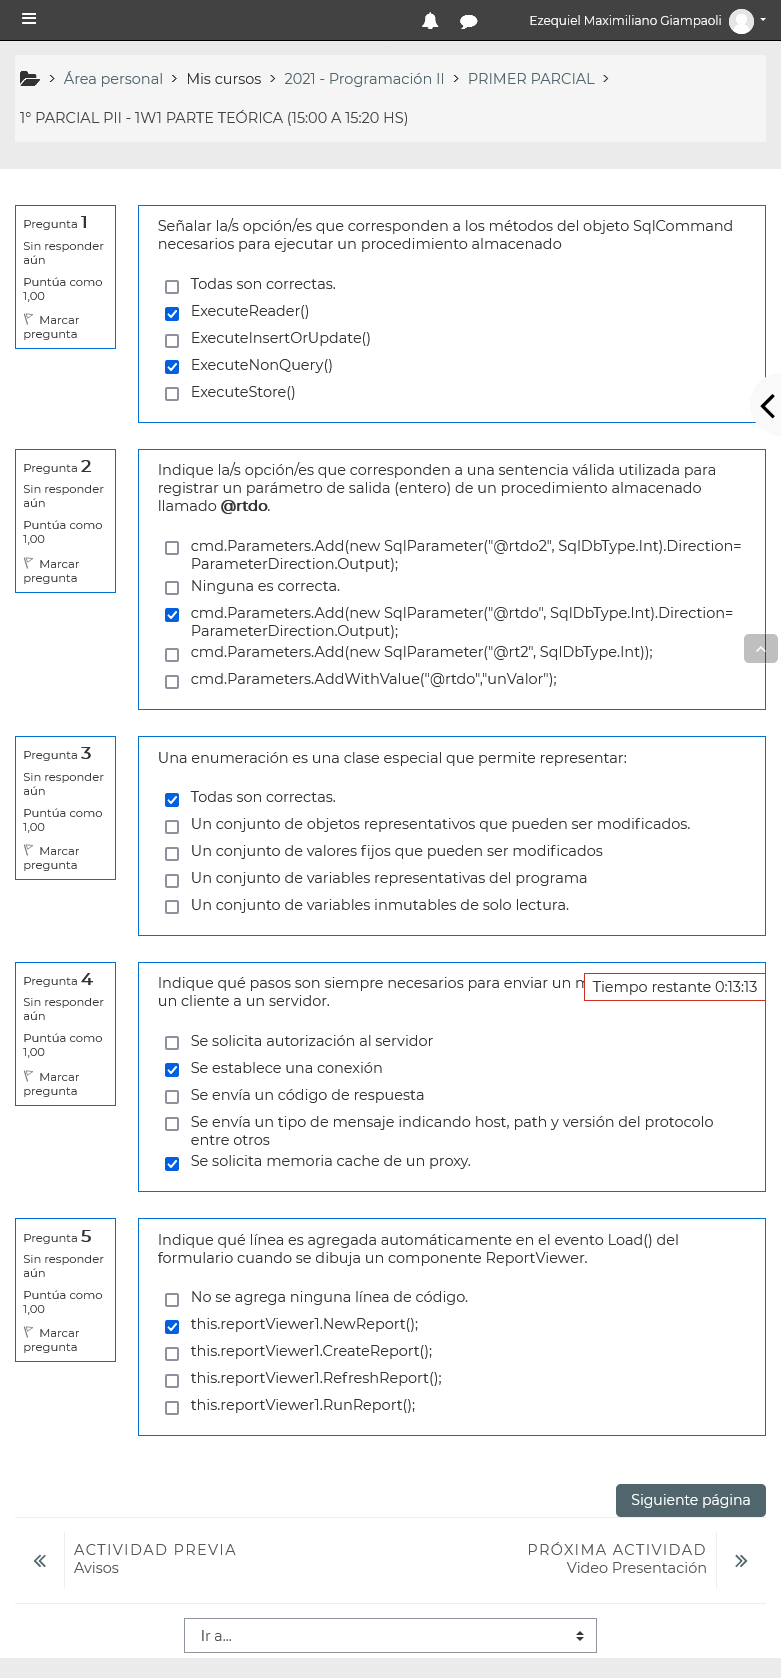 Ezequiel Maximiliano Giampaoli
Área personal > Mis cursos > 2021 - Programación II > PRIMER PARCIAL >
1º PARCIAL PII - 1W1 PARTE TEÓRICA (15:00 A 15:20 HS)
Pregunta 1
Sin responder
aún
Puntúa como
1,00
Marcar
pregunta
Señalar la/s opción/es que corresponden a los métodos del objeto SqlCommand
necesarios para ejecutar un procedimiento almacenado
Todas son correctas.
ExecuteReader()
ExecuteInsertOrUpdate()
ExecuteNonQuery()
ExecuteStore()
Pregunta 2
Sin responder
aún
Puntúa como
1,00
Marcar
pregunta
Indique la/s opción/es que corresponden a una sentencia válida utilizada para
registrar un parámetro de salida (entero) de un procedimiento almacenado
llamado @rtdo.
cmd.Parameters.Add(new SqlParameter("@rtdo2", SqlDbType.Int).Direction=
ParameterDirection.Output);
Ninguna es correcta.
cmd.Parameters.Add(new SqlParameter("@rtdo", SqlDbType.Int).Direction=
ParameterDirection.Output);
cmd.Parameters.Add(new SqlParameter("@rt2", SqlDbType.Int));
cmd.Parameters.AddWithValue("@rtdo","unValor");
Pregunta 3
Sin responder
aún
Puntúa como
1,00
Marcar
pregunta
Una enumeración es una clase especial que permite representar:
Todas son correctas.
Un conjunto de objetos representativos que pueden ser modificados.
Un conjunto de valores fijos que pueden ser modificados
Un conjunto de variables representativas del programa
Un conjunto de variables inmutables de solo lectura.
Pregunta 4
Sin responder
aún
Puntúa como
1,00
Marcar
pregunta
Indique qué pasos son siempre necesarios para enviar un
Tiempo restante 0:13:13
un cliente a un servidor.
Se solicita autorización al servidor
Se establece una conexión
Se envía un código de respuesta
Se envía un tipo de mensaje indicando host, path y versión del protocolo
entre otros
Se solicita memoria cache de un proxy.
Pregunta 5
Sin responder
aún
Puntúa como
1,00
Marcar
pregunta
Indique qué línea es agregada automáticamente en el evento Load() del
formulario cuando se dibuja un componente ReportViewer.
No se agrega ninguna línea de código.
this.reportViewer1.NewReport();
this.reportViewer1.CreateReport();
this.reportViewer1.RefreshReport();
this.reportViewer1.RunReport();
Siguiente página
ACTIVIDAD PREVIA
Avisos
PRÓXIMA ACTIVIDAD
Video Presentación
Ir a...